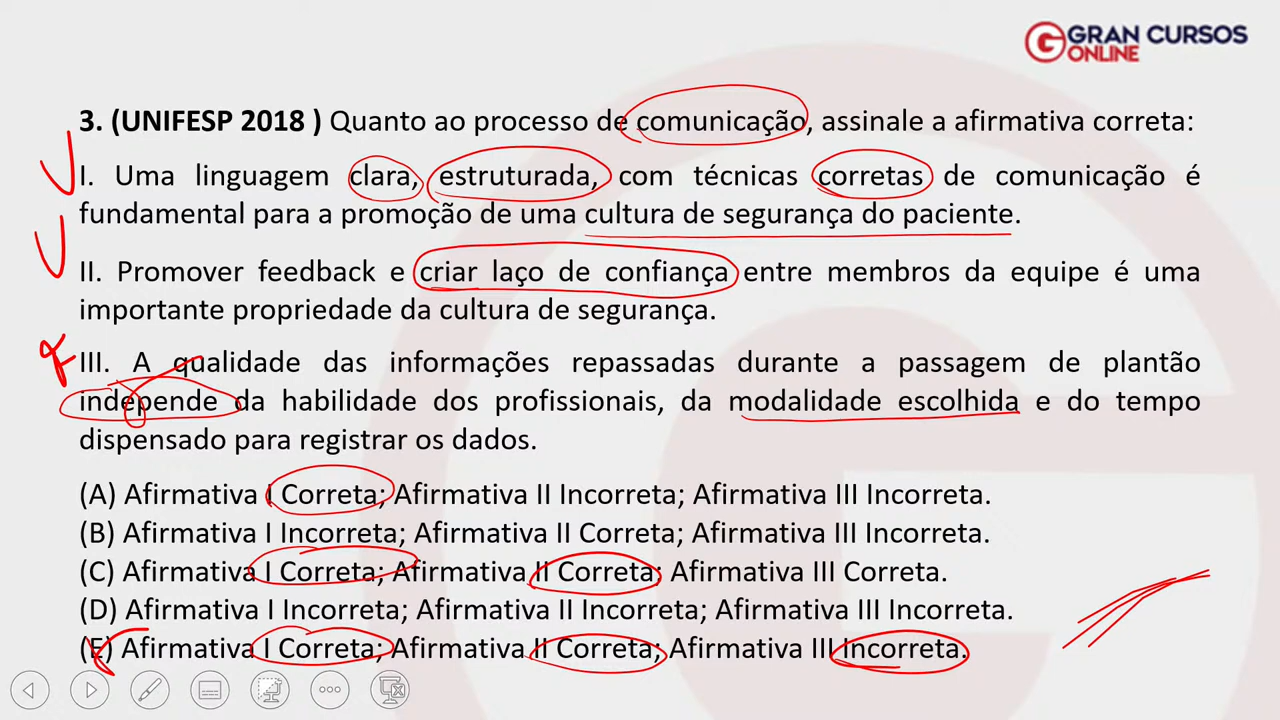 GRAN CURSOS
ONLINE
3. (UNIFESP 2018 ) Quanto ao processo de comunicação, assinale a afirmativa correta:
I. Uma linguagem clara, estruturada, com técnicas corretas de comunicação é
fundamental para a promoção de uma cultura de segurança do paciente.
II. Promover feedback e criar laço de confiança entre membros da equipe é uma
importante propriedade da cultura de segurança.
III. A qualidade das informações repassadas durante a passagem de plantão
independe da habilidade dos profissionais, da modalidade escolhida e do tempo
dispensado para registrar os dados.
(A) Afirmativa I Correta; Afirmativa II Incorreta; Afirmativa III Incorreta.
(B) Afirmativa I Incorreta; Afirmativa II Correta; Afirmativa III Incorreta.
(C) Afirmativa I Correta; Afirmativa II Correta; Afirmativa III Correta.
(D) Afirmativa I Incorreta; Afirmativa II Incorreta; Afirmativa III Incorreta.
(E) Afirmativa I Correta; Afirmativa II Correta; Afirmativa III Incorreta.